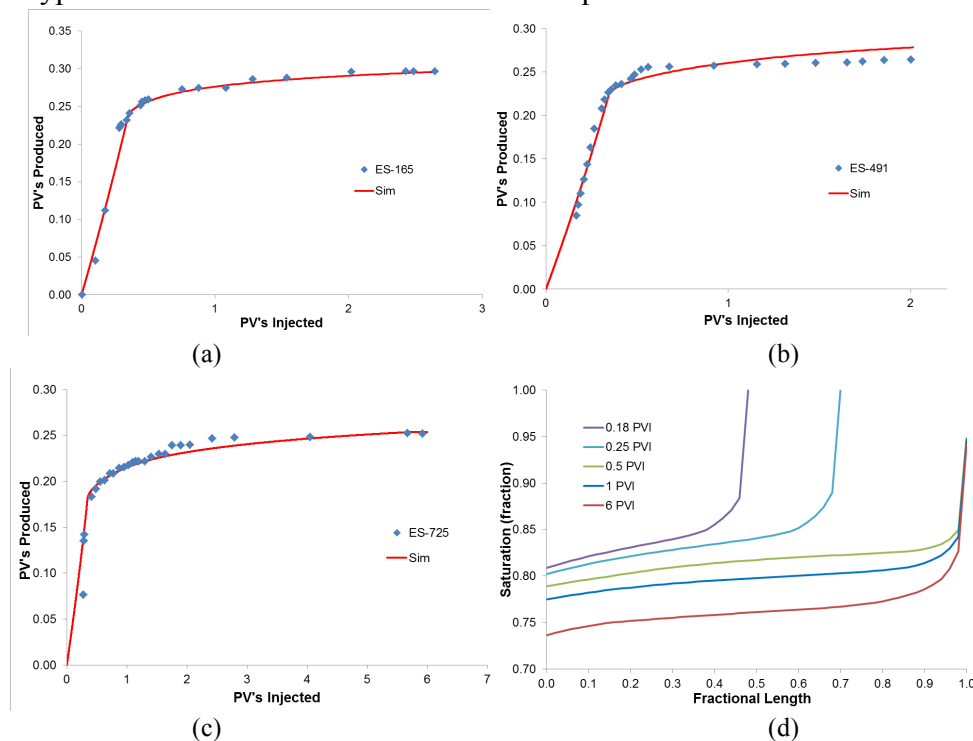 0.35
0.30
0.25
0.20
0.15
0.10
0.05
0.00
PV's Produced
ES-165
Sim
0 1 2 3
PV's Injected
(a)
0.30
0.25
0.20
0.15
0.10
0.05
0.00
PV's Produced
ES-491
Sim
0 1 2
PV's Injected
(b)
0.30
0.25
0.20
0.15
0.10
0.05
0.00
PV's Produced
ES-725
Sim
0 1 2 3 4 5 6 7
PV's Injected
(c)
1.00
0.95
0.90
0.85
0.80
0.75
0.70
Saturation (fraction)
0.18 PVI
0.25 PVI
0.5 PVI
1 PVI
6 PVI
0.0 0.1 0.2 0.3 0.4 0.5 0.6 0.7 0.8 0.9 1.0
Fractional Length
(d)